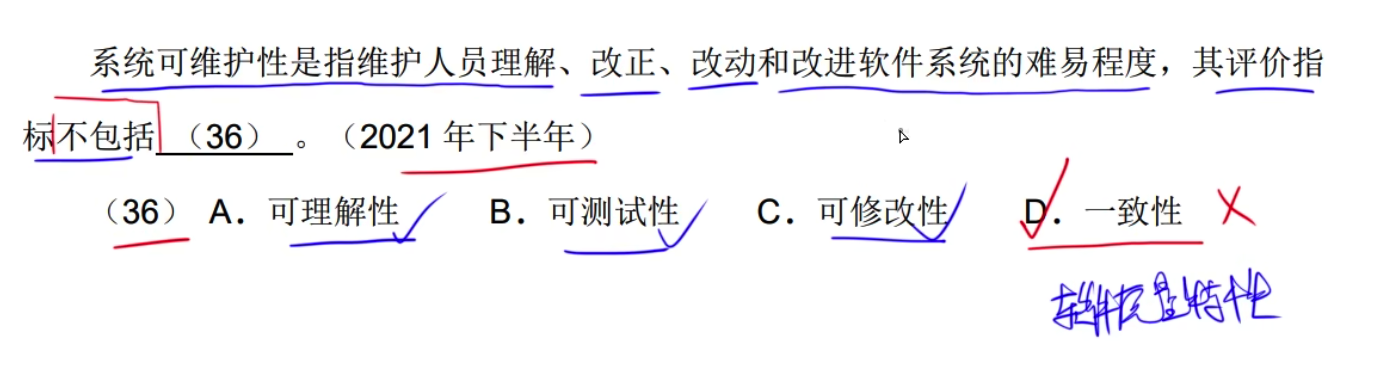 系统可维护性是指维护人员理解、改正、改动和改进软件系统的难易程度，其评价指
标不包括 （36） 。（2021 年下半年）
（36） A．可理解性 B．可测试性 C．可修改性 D．一致性
软件质量特性